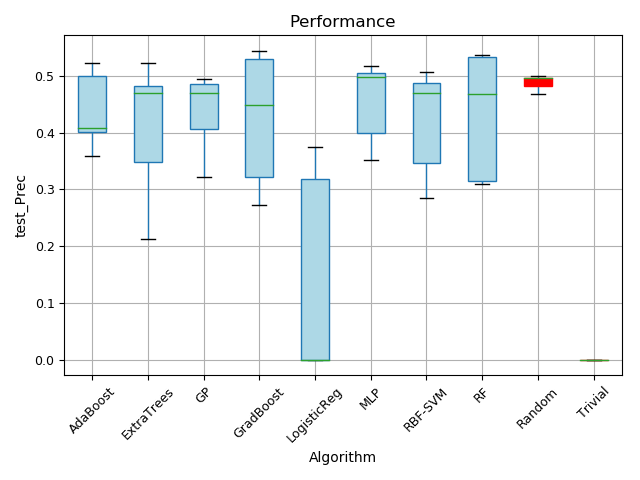 Performance
test_Prec
0.5
0.4
0.3
0.2
0.1
0.0
AdaBoost
ExtraTrees
GP
GradBoost
LogisticReg
MLP
RBF-SVM
RF
Random
Trivial
Algorithm